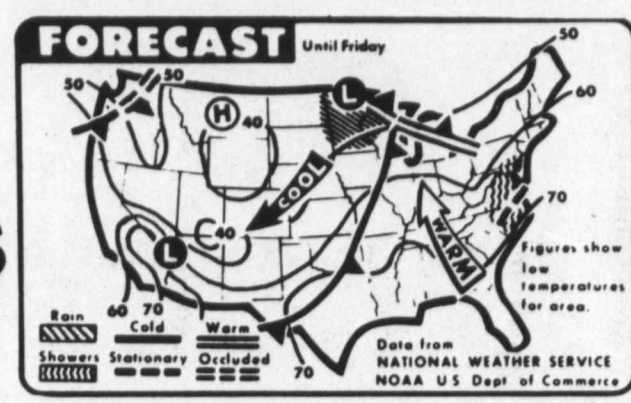 FORECAST Until Friday
50
50
50
60
H 40
L
COOL
40
L
WARM
70
60 70
70
Figures show
low
temperatures
for area.
Rain Cold Warm
Showers Stationary Occluded
Data from
NATIONAL WEATHER SERVICE
NOAA US Dept of Commerce